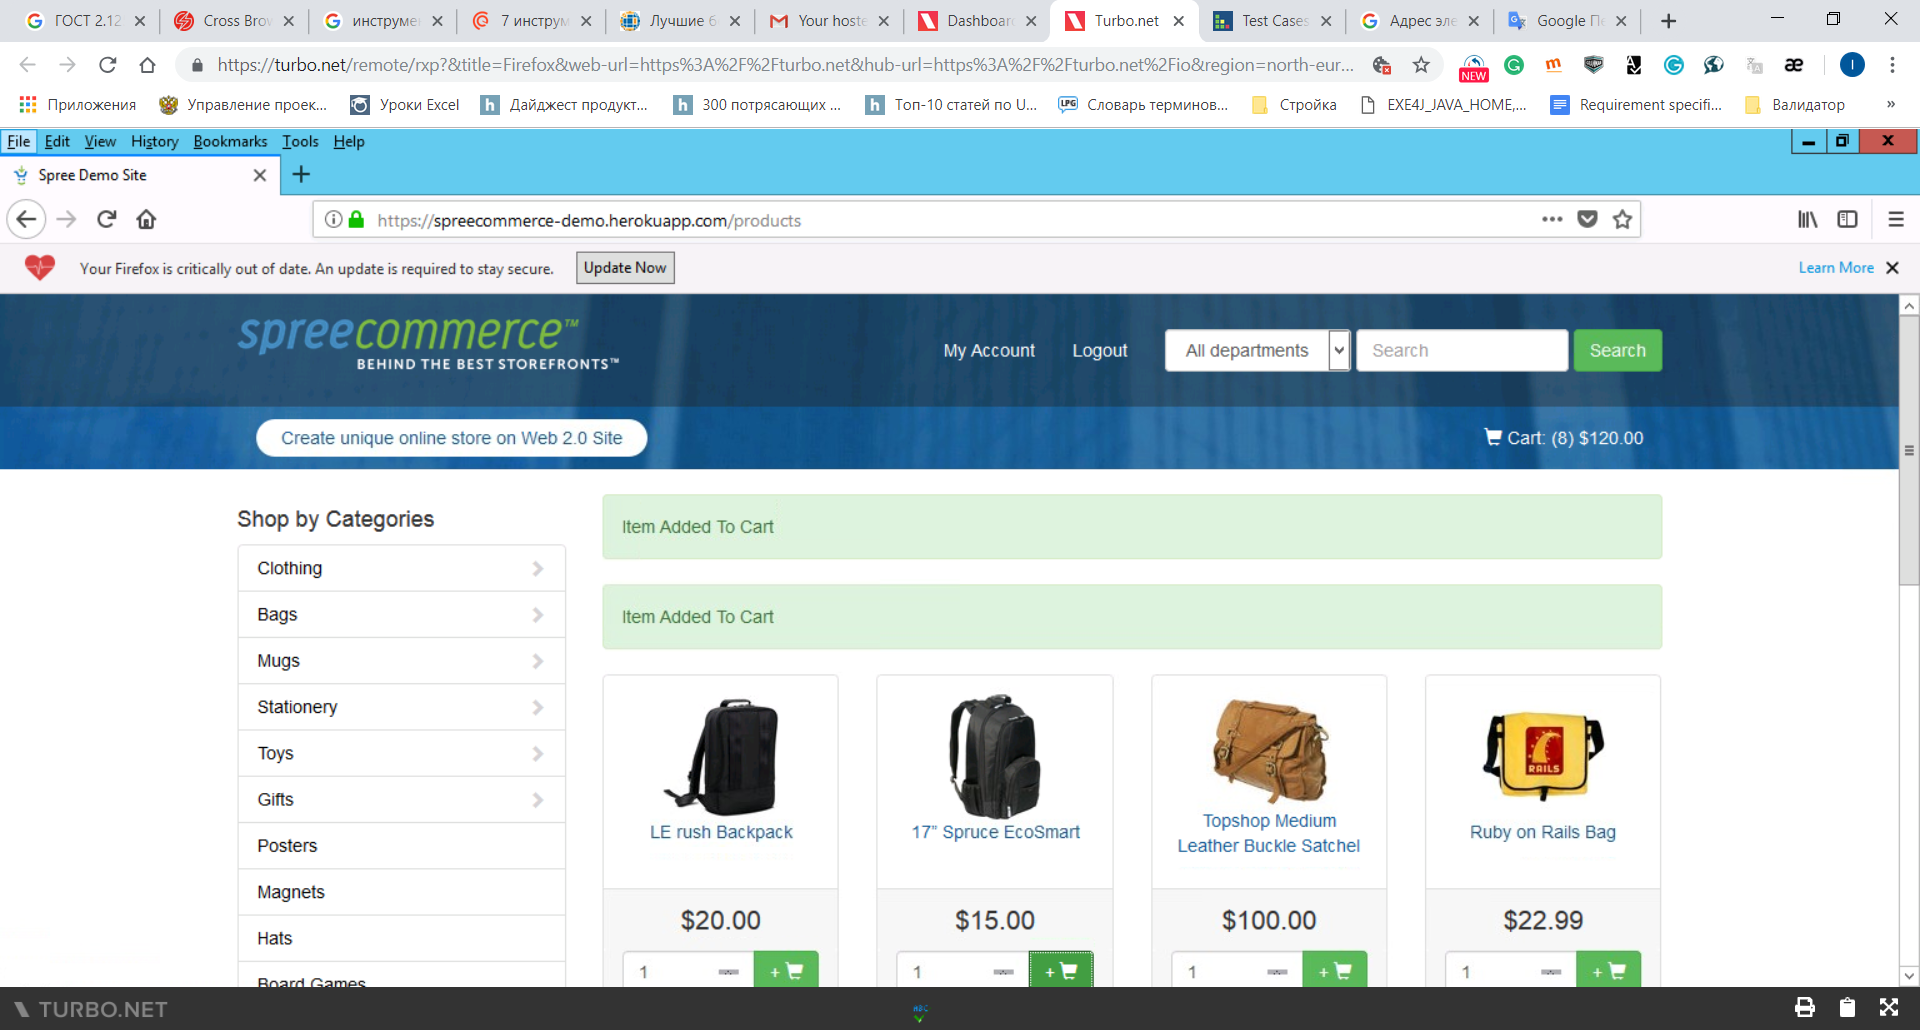 ГОСТ 2.12
Cross Brow
инструмен
7 инструм
Лучшие б
Your hoste
Dashboard
Turbo.net
Test Cases
Адрес эле
Google Пе
https://turbo.net/remote/rxp?&title=Firefox&web-url=https%3A%2F%2Fturbo.net&hub-url=https%3A%2F%2Fturbo.net%2Fio&region=north-eur...
NEW
Приложения
Управление проек...
Уроки Excel
Дайджест продукт...
300 потрясающих ...
Топ-10 статей по U...
Словарь терминов...
Стройка
EXE4J_JAVA_HOME,...
Requirement specifi...
Валидатор
»
File Edit View History Bookmarks Tools Help
Spree Demo Site
https://spreecommerce-demo.herokuapp.com/products
Your Firefox is critically out of date. An update is required to stay secure.
Update Now
Learn More
spreecommerce™
BEHIND THE BEST STOREFRONTS™
My Account
Logout
All departments
Search
Search
Create unique online store on Web 2.0 Site
Cart: (8) $120.00
Shop by Categories
Clothing
Bags
Mugs
Stationery
Toys
Gifts
Posters
Magnets
Hats
Board Games
Item Added To Cart
Item Added To Cart
RAILS
LE rush Backpack
17” Spruce EcoSmart
Topshop Medium
Leather Buckle Satchel
Ruby on Rails Bag
$20.00
$15.00
$100.00
$22.99
1 +
1 +
1 +
1 +
TURBO.NET
ABC